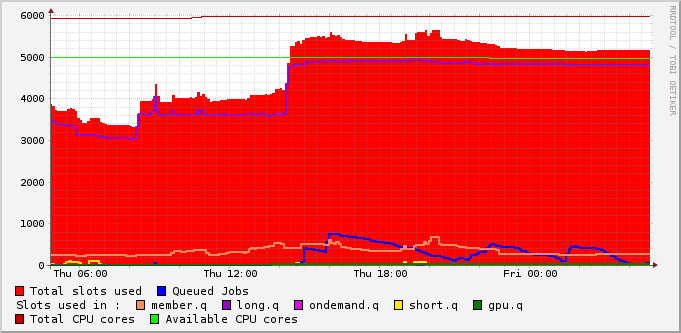 6000
5000
4000
3000
2000
1000
0
Thu 06:00 Thu 12:00 Thu 18:00 Fri 00:00
Total slots used Queued Jobs
Slots used in : member.q long.q ondemand.q short.q gpu.q
Total CPU cores Available CPU cores
RRDTOOL / TOBI OETIKER